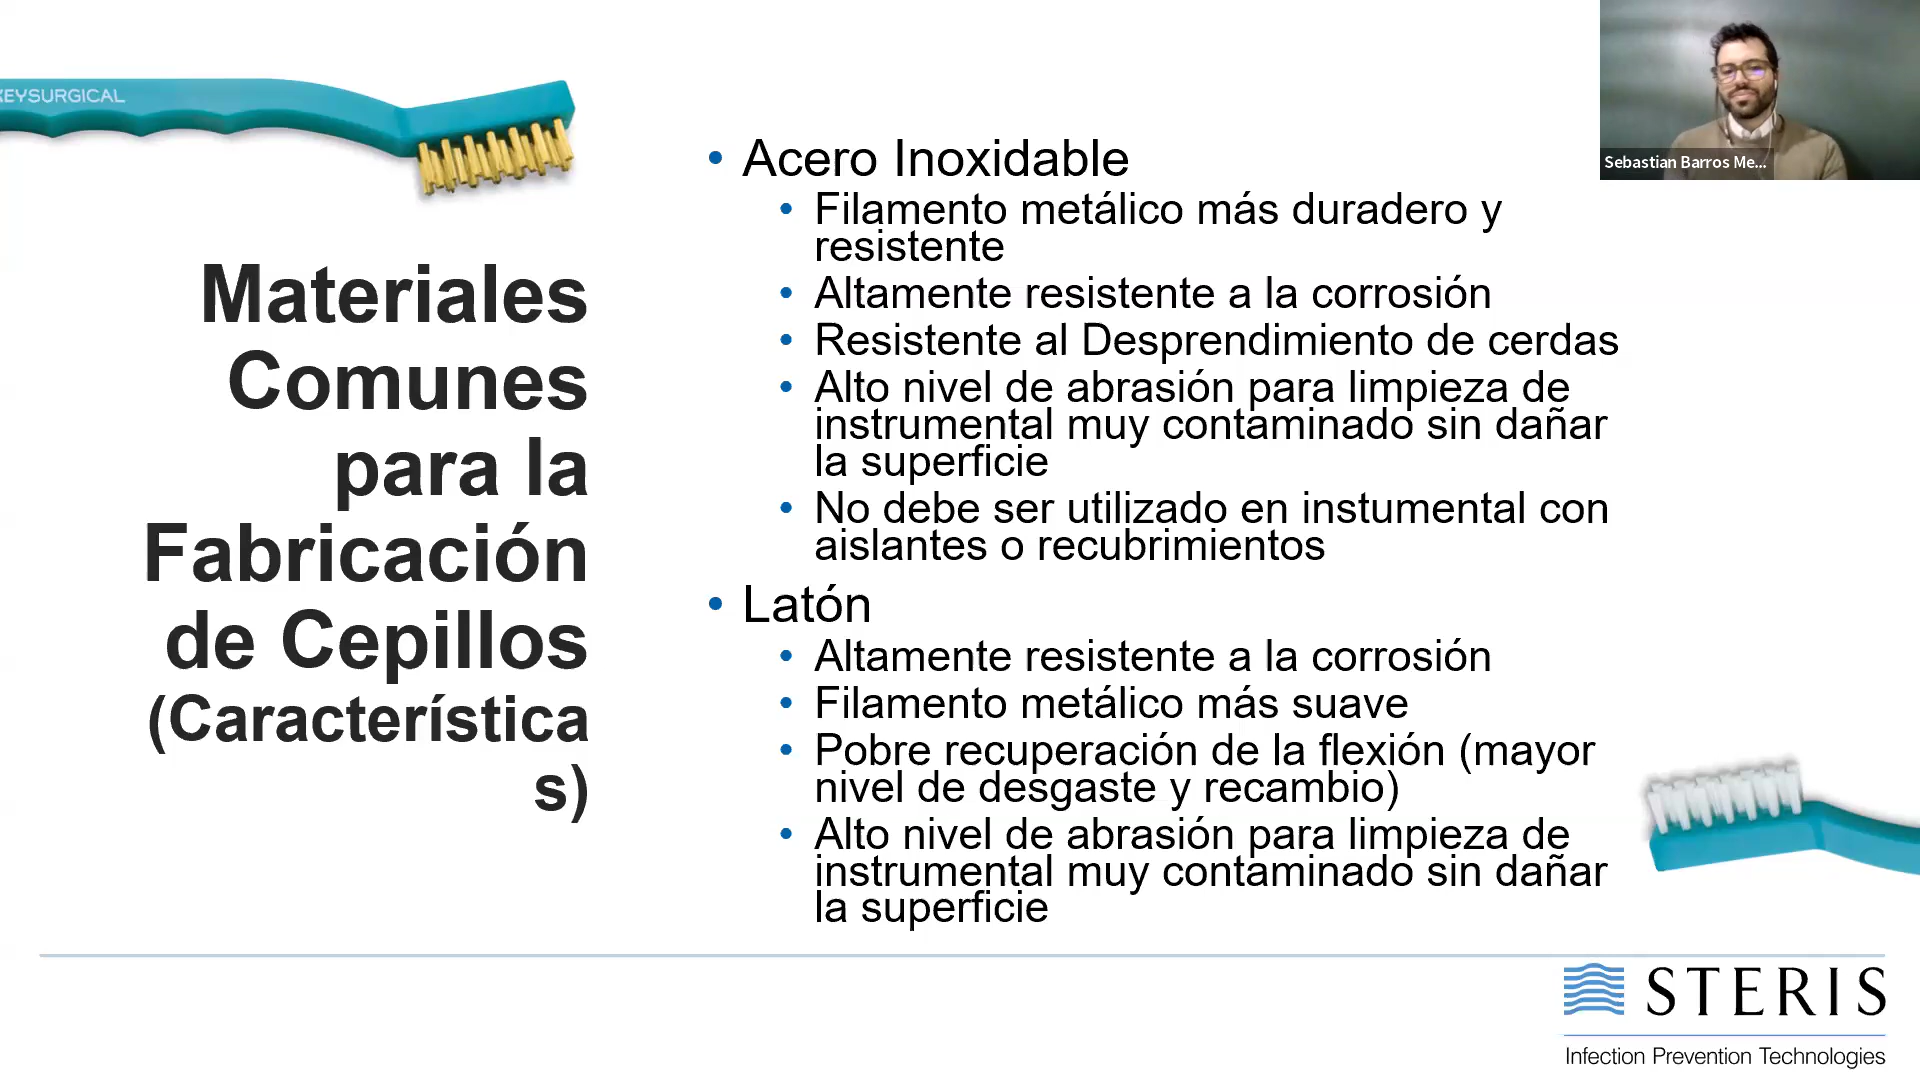 KEYSURGICAL
Materiales
Comunes
para la
Fabricación
de Cepillos
(Característica
s)
• Acero Inoxidable
• Filamento metálico más duradero y
resistente
• Altamente resistente a la corrosión
• Resistente al Desprendimiento de cerdas
• Alto nivel de abrasión para limpieza de
instrumental muy contaminado sin dañar
la superficie
• No debe ser utilizado en instumental con
aislantes o recubrimientos
• Latón
• Altamente resistente a la corrosión
• Filamento metálico más suave
• Pobre recuperación de la flexión (mayor
nivel de desgaste y recambio)
• Alto nivel de abrasión para limpieza de
instrumental muy contaminado sin dañar
la superficie
Sebastian Barros Me...
STERIS
Infection Prevention Technologies